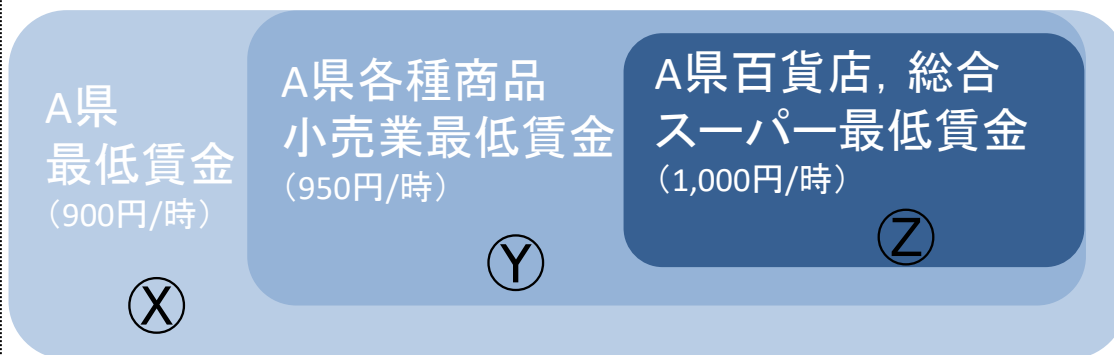 A県
最低賃金
（900円/時）
Ⓧ
A県各種商品
小売業最低賃金
（950円/時）
Ⓨ
A県百貨店，総合
スーパー最低賃金
（1,000円/時）
Ⓩ